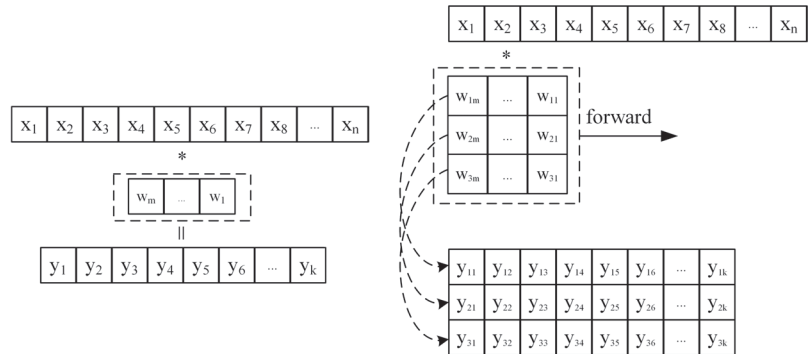 x₁ x₂ x₃ x₄ x₅ x₆ x₇ x₈ ... xₙ
*
wₘ ... w₁
=
y₁ y₂ y₃ y₄ y₅ y₆ ... yₖ
x₁ x₂ x₃ x₄ x₅ x₆ x₇ x₈ ... xₙ
*
w₁ₘ ... w₁₁
w₂ₘ ... w₂₁
w₃ₘ ... w₃₁
forward
y₁₁ y₁₂ y₁₃ y₁₄ y₁₅ y₁₆ ... y₁ₖ
y₂₁ y₂₂ y₂₃ y₂₄ y₂₅ y₂₆ ... y₂ₖ
y₃₁ y₃₂ y₃₃ y₃₄ y₃₅ y₃₆ ... y₃ₖ